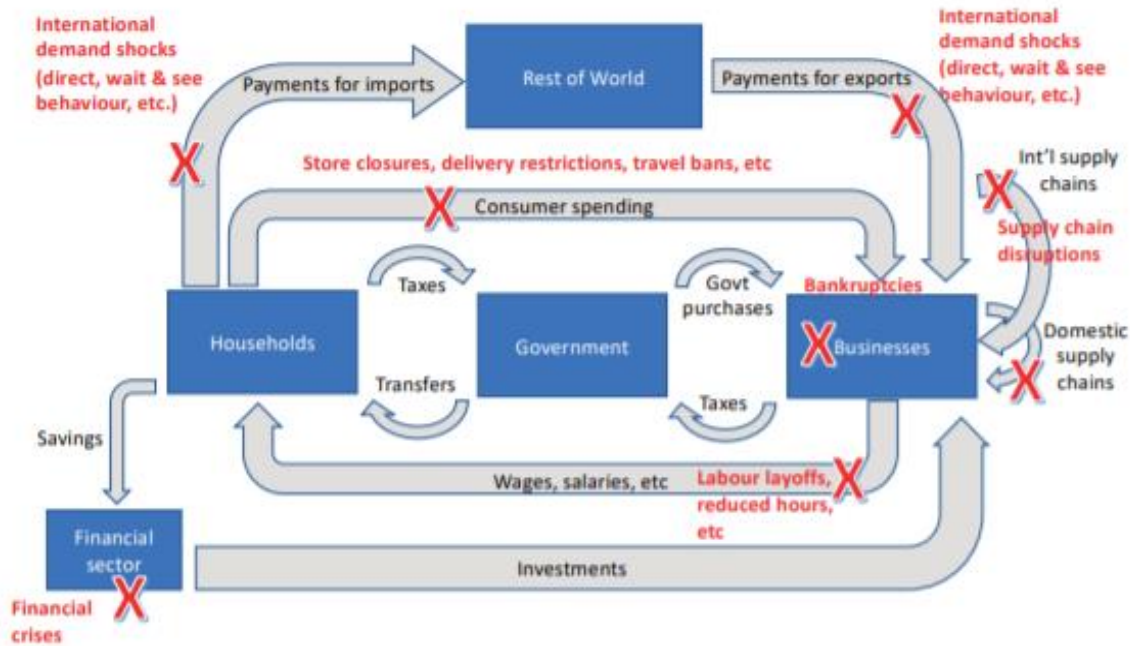 International
demand shocks
(direct, wait & see
behaviour, etc.)
Payments for imports
Rest of World
Payments for exports
International
demand shocks
(direct, wait & see
behaviour, etc.)
X
X
Store closures, delivery restrictions, travel bans, etc
X
Consumer spending
X
Int'l supply
chains
Supply chain
disruptions
Taxes
Govt
purchases
Bankruptcies
Households
Government
X
Businesses
Domestic
supply
chains
X
Transfers
Taxes
Savings
Wages, salaries, etc
Labour layoffs,
reduced hours,
etc
X
Financial
sector
X
Investments
Financial
crises